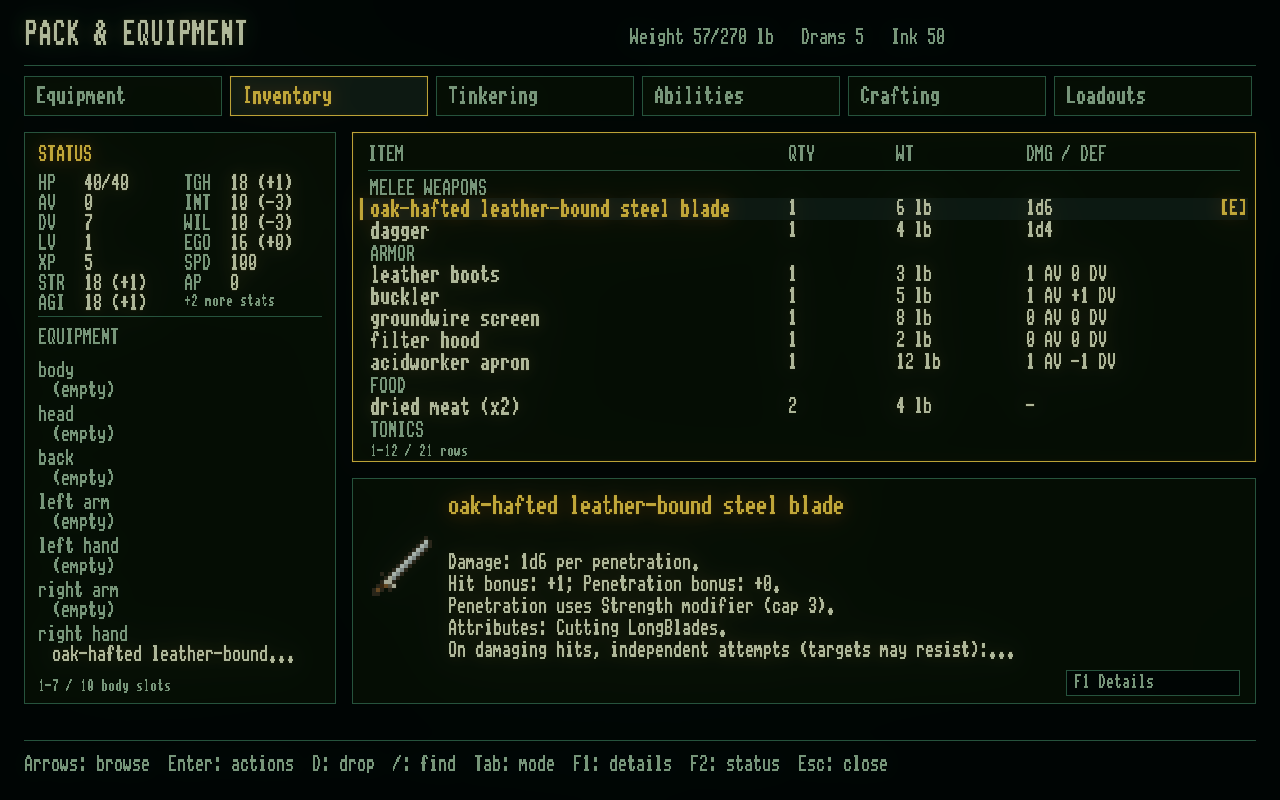 PACK & EQUIPMENT
Weight 57/270 lb Drams 5 Ink 50
Equipment Inventory Tinkering Abilities Crafting Loadouts
STATUS
HP 40/40 TGH 18 (+1)
AV 0 INT 10 (-3)
DV 7 WIL 10 (-3)
LV 1 EGO 16 (+0)
XP 5 SPD 100
STR 18 (+1) AP 0
AGI 18 (+1) +2 more stats
EQUIPMENT
body
(empty)
head
(empty)
back
(empty)
left arm
(empty)
left hand
(empty)
right arm
(empty)
right hand
oak-hafted leather-bound...
1-7 / 10 body slots
ITEM QTY WT DMG / DEF
MELEE WEAPONS
oak-hafted leather-bound steel blade 1 6 lb 1d6 [E]
dagger 1 4 lb 1d4
ARMOR
leather boots 1 3 lb 1 AV 0 DV
buckler 1 5 lb 1 AV +1 DV
groundwire screen 1 8 lb 0 AV 0 DV
filter hood 1 2 lb 0 AV 0 DV
acidworker apron 1 12 lb 1 AV -1 DV
FOOD
dried meat (x2) 2 4 lb -
TONICS
1-12 / 21 rows
oak-hafted leather-bound steel blade
Damage: 1d6 per penetration.
Hit bonus: +1; Penetration bonus: +0.
Penetration uses Strength modifier (cap 3).
Attributes: Cutting LongBlades.
On damaging hits, independent attempts (targets may resist):...
F1 Details
Arrows: browse Enter: actions D: drop /: find Tab: mode F1: details F2: status Esc: close